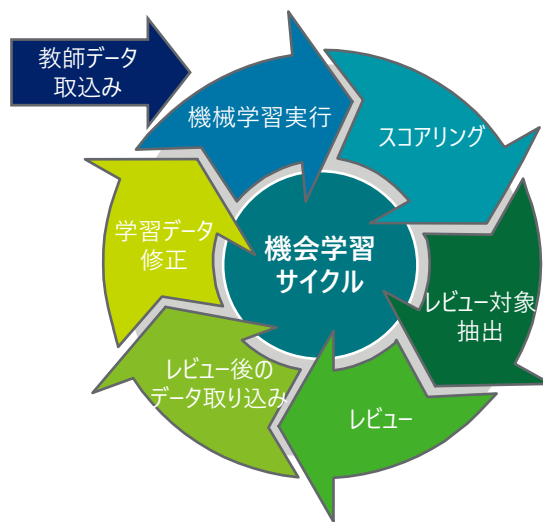 教師データ
取込み
機械学習実行
スコアリング
レビュー対象
抽出
レビュー
レビュー後の
データ取り込み
学習データ
修正
機会学習
サイクル